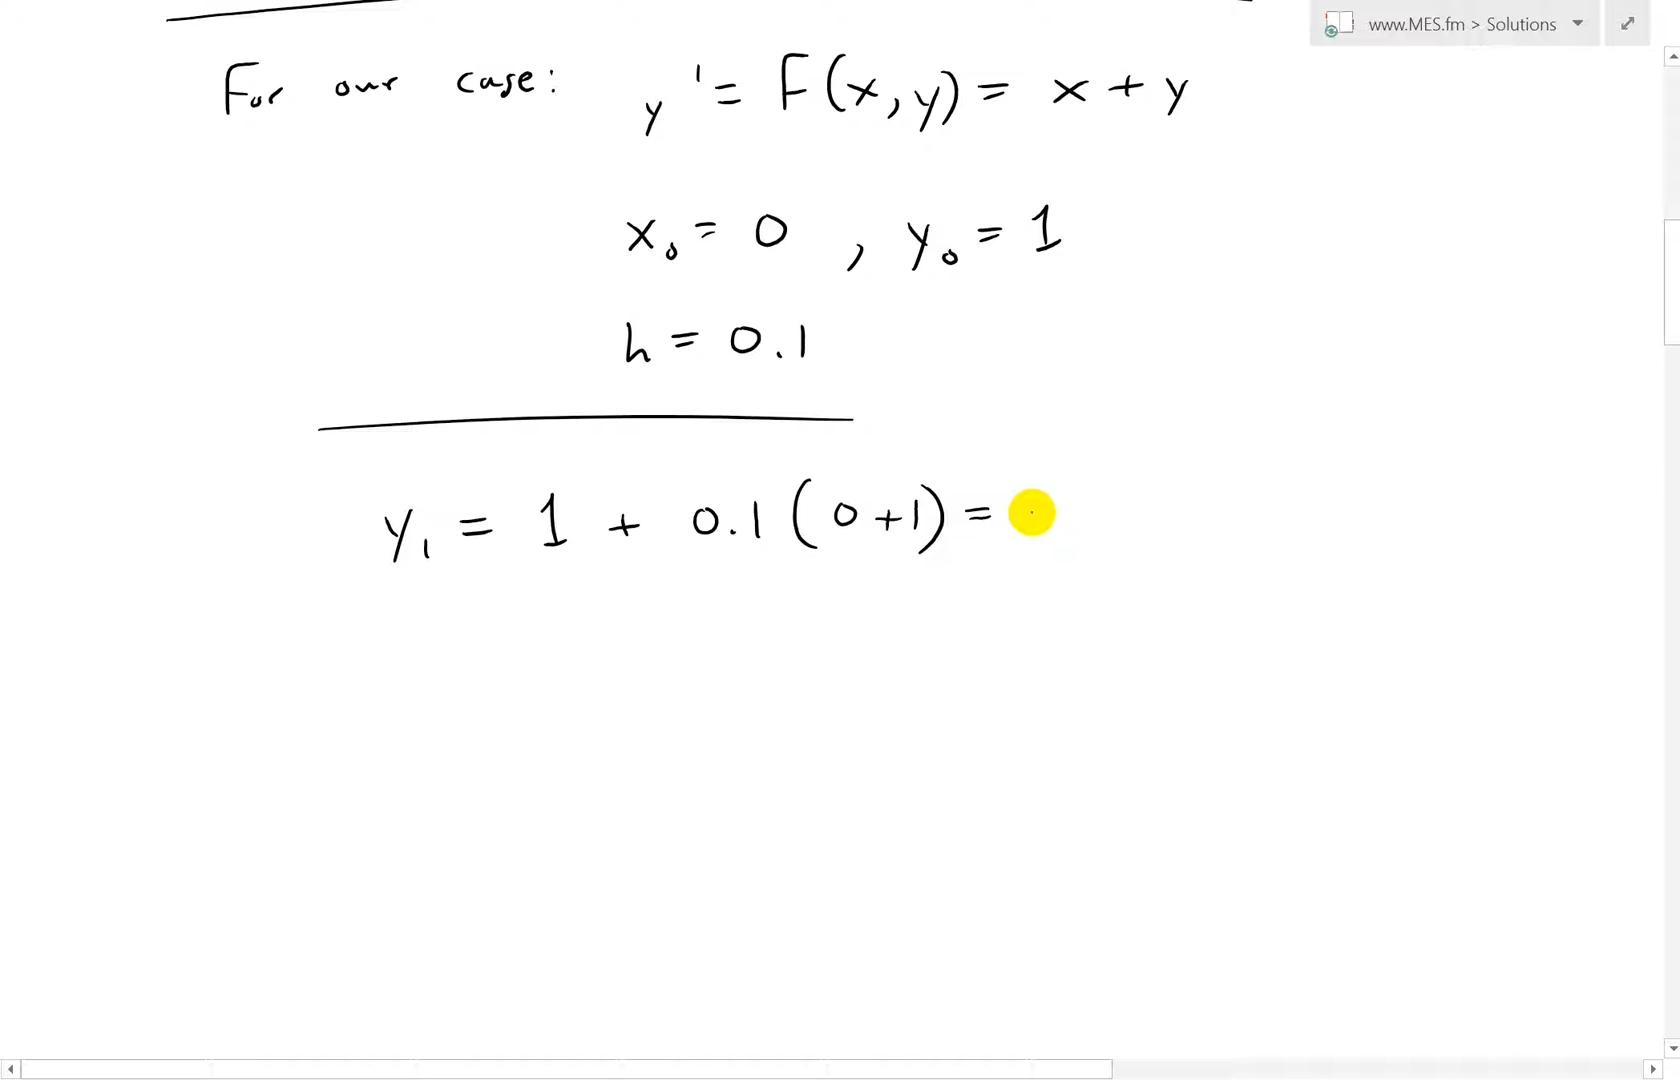 www.MES.fm > Solutions
For our case: y' = F(x,y) = x + y
x₀ = 0 , y₀ = 1
h = 0.1
y₁ = 1 + 0.1 (0+1) =